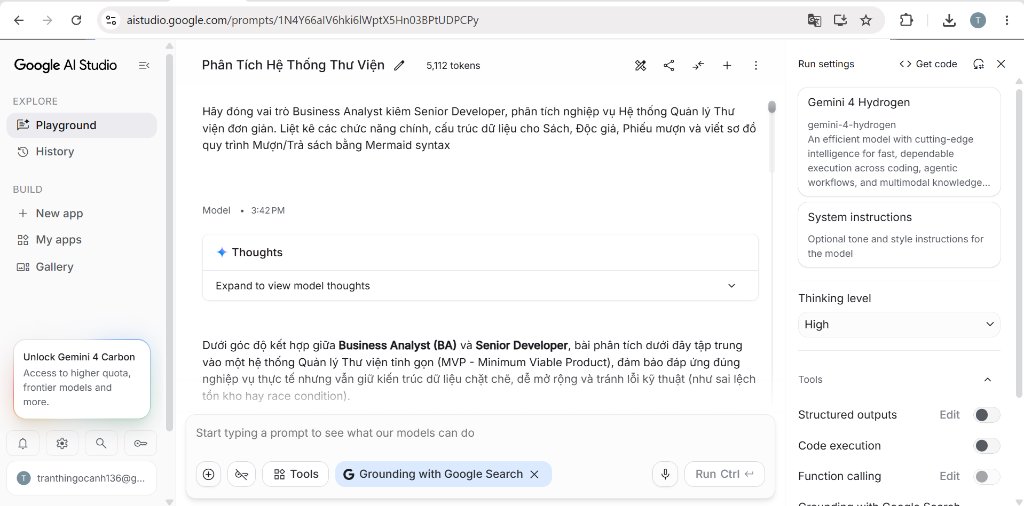 aistudio.google.com/prompts/1N4Y66alV6hki6lWptX5Hn03BPtUDPCPy
T
Google AI Studio
EXPLORE
Playground
History
BUILD
New app
My apps
Gallery
Unlock Gemini 4 Carbon
Access to higher quota,
frontier models and
more.
T
tranthingocanh136@g...
Phân Tích Hệ Thống Thư Viện
5,112 tokens
Hãy đóng vai trò Business Analyst kiêm Senior Developer, phân tích nghiệp vụ Hệ thống Quản lý Thư
viện đơn giản. Liệt kê các chức năng chính, cấu trúc dữ liệu cho Sách, Độc giả, Phiếu mượn và viết sơ đồ
quy trình Mượn/Trả sách bằng Mermaid syntax
Model • 3:42 PM
Thoughts
Expand to view model thoughts
Dưới góc độ kết hợp giữa Business Analyst (BA) và Senior Developer, bài phân tích dưới đây tập trung
vào một hệ thống Quản lý Thư viện tinh gọn (MVP - Minimum Viable Product), đảm bảo đáp ứng đúng
nghiệp vụ thực tế nhưng vẫn giữ kiến trúc dữ liệu chặt chẽ, dễ mở rộng và tránh lỗi kỹ thuật (như sai lệch
tồn kho hay race condition).
Start typing a prompt to see what our models can do
Tools
Grounding with Google Search
Run Ctrl
Run settings
Get code
Gemini 4 Hydrogen
gemini-4-hydrogen
An efficient model with cutting-edge
intelligence for fast, dependable
execution across coding, agentic
workflows, and multimodal knowledge...
System instructions
Optional tone and style instructions for
the model
Thinking level
High
Tools
Structured outputs Edit
Code execution
Function calling Edit
Grounding with Google Search